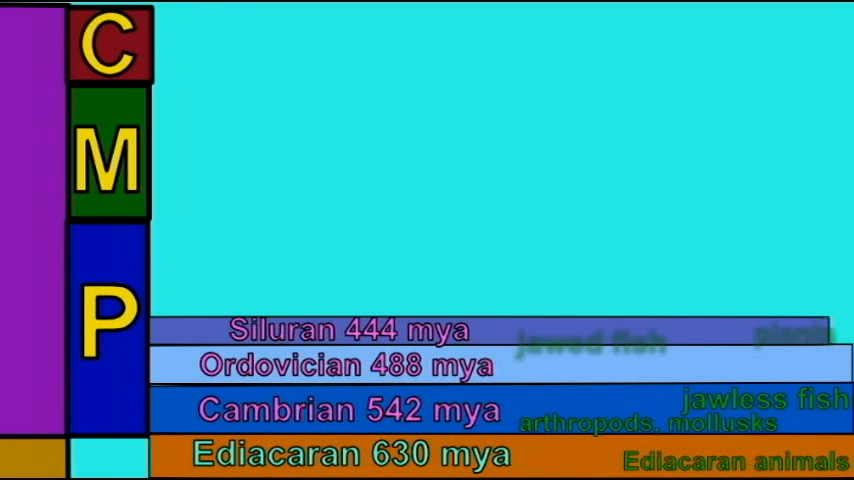 C
M
P
Siluran 444 mya
jawed fish
plants
Ordovician 488 mya
Cambrian 542 mya
jawless fish
arthropods, mollusks
Ediacaran 630 mya
Ediacaran animals